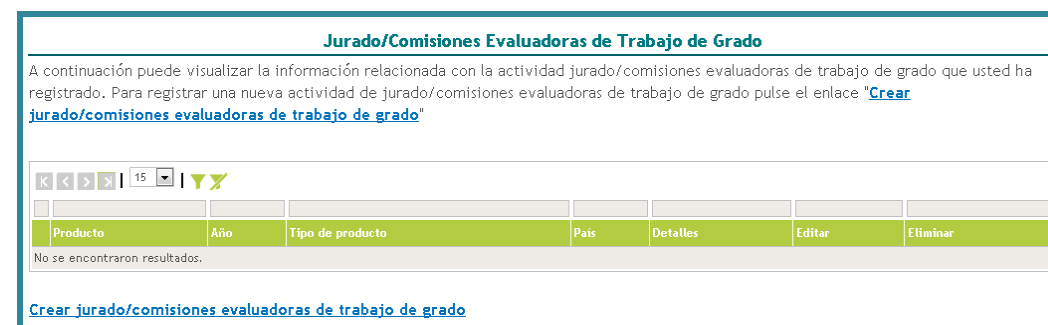 Jurado/Comisiones Evaluadoras de Trabajo de Grado
A continuación puede visualizar la información relacionada con la actividad jurado/comisiones evaluadoras de trabajo de grado que usted ha
registrado. Para registrar una nueva actividad de jurado/comisiones evaluadoras de trabajo de grado pulse el enlace "Crear
jurado/comisiones evaluadoras de trabajo de grado"
15
Producto Año Tipo de producto País Detalles Editar Eliminar
No se encontraron resultados.
Crear jurado/comisiones evaluadoras de trabajo de grado